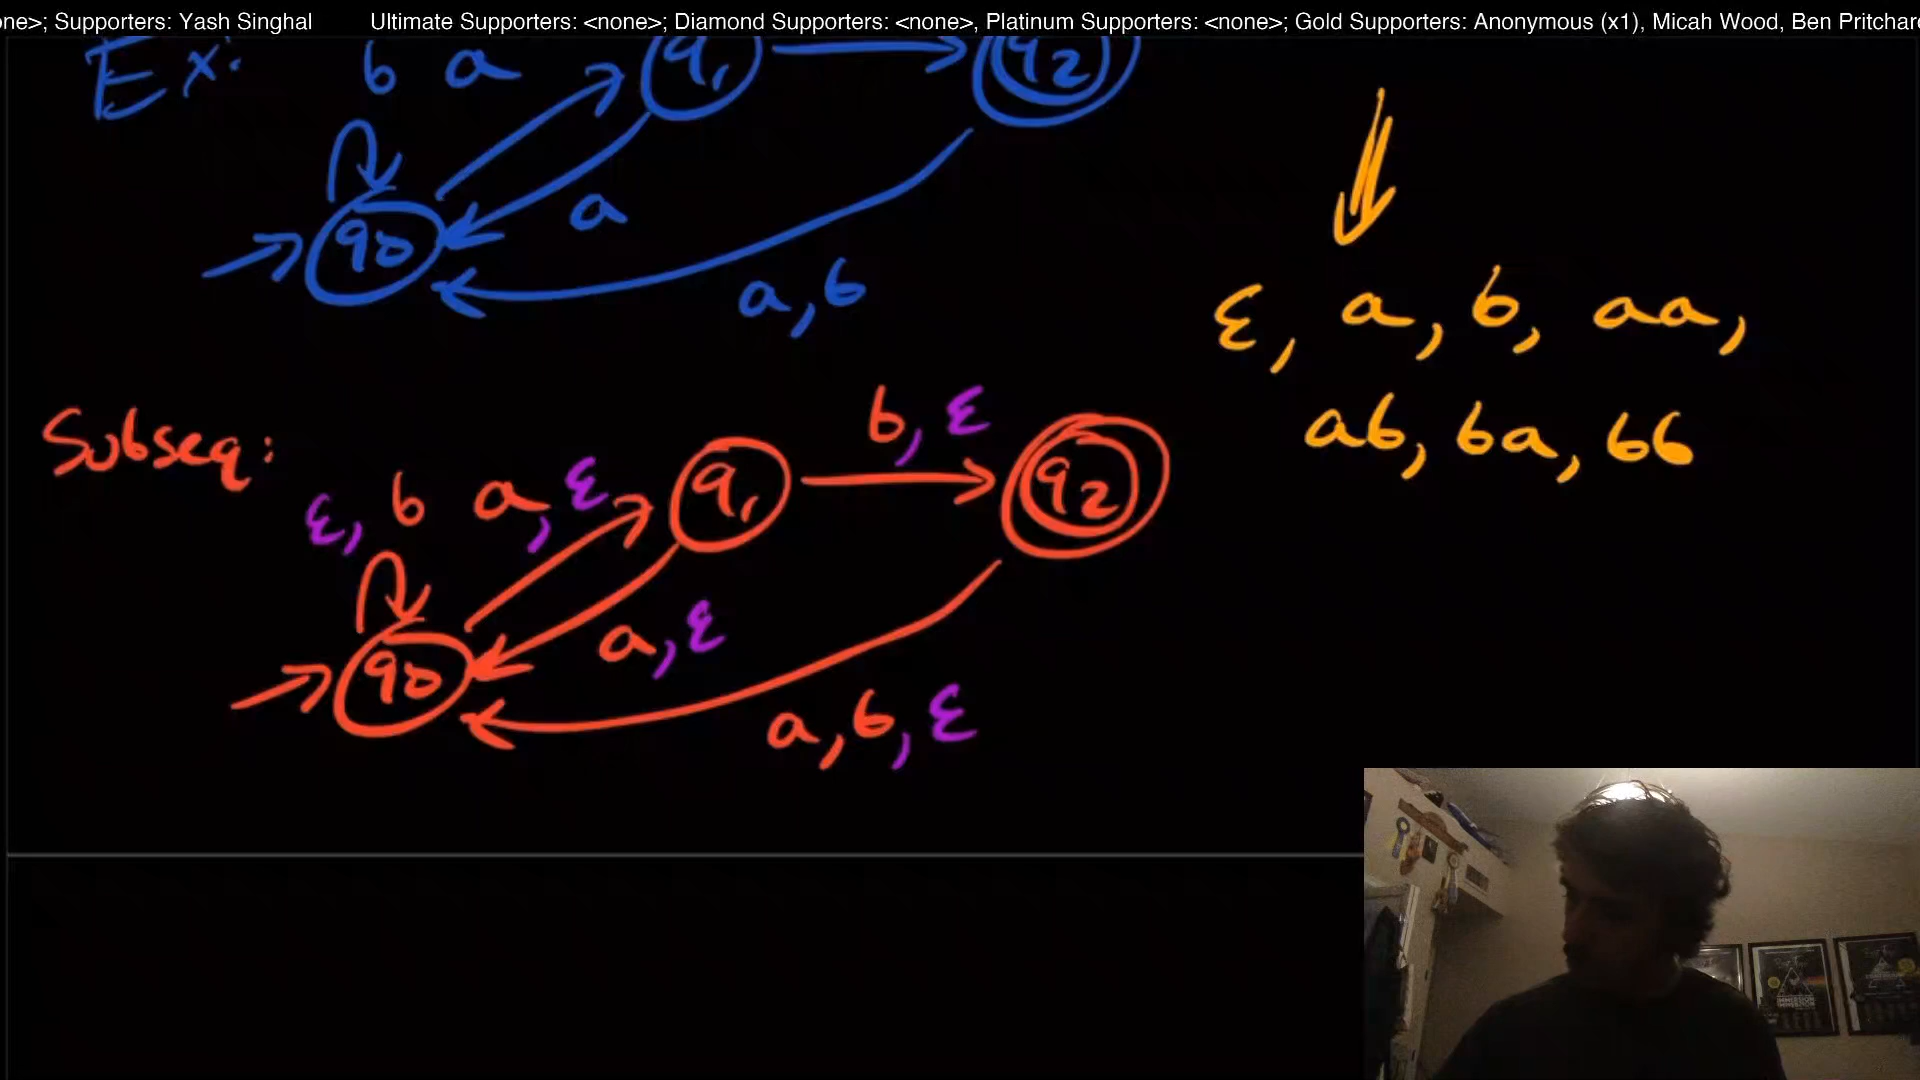 one>; Supporters: Yash Singhal Ultimate Supporters: <none>; Diamond Supporters: <none>, Platinum Supporters: <none>; Gold Supporters: Anonymous (x1), Micah Wood, Ben Pritchar
Ex: b a q₁ q₂
q₀ a
a,b
ε, a, b, aa,
ab, ba, bb
Subseq:
b, ε
ε, b a, ε q₁ q₂
q₀ a, ε
a, b, ε